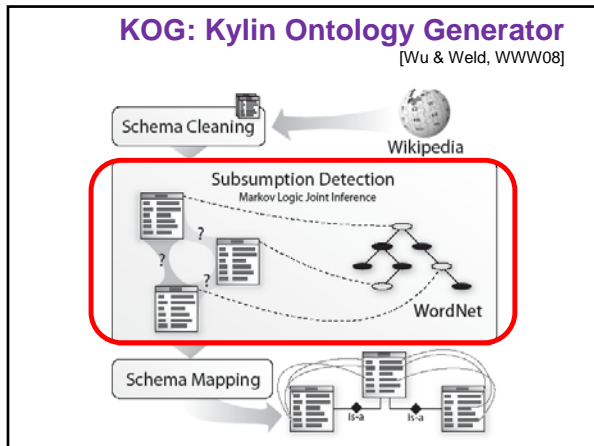 KOG: Kylin Ontology Generator
[Wu & Weld, WWW08]
Schema Cleaning
Wikipedia
Subsumption Detection
Markov Logic Joint Inference
?
?
?
WordNet
Schema Mapping
is-a
is-a